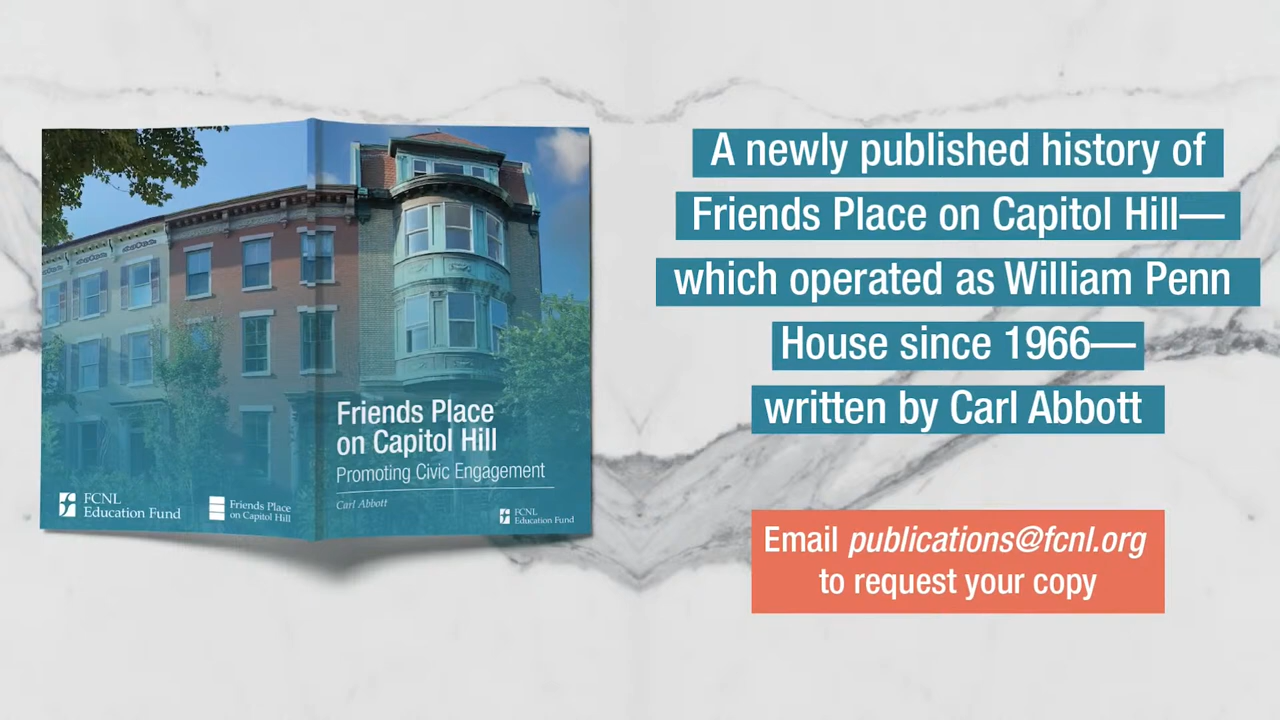 Friends Place
on Capitol Hill
Promoting Civic Engagement
Carl Abbott
FCNL
Education Fund
Friends Place
on Capitol Hill
FCNL
Education Fund
A newly published history of
Friends Place on Capitol Hill—
which operated as William Penn
House since 1966—
written by Carl Abbott
Email publications@fcnl.org
to request your copy